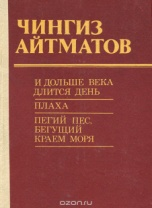 ЧИНГИЗ
АЙТМАТОВ
И ДОЛЬШЕ ВЕКА
ДЛИТСЯ ДЕНЬ
ПЛАХА
ПЕГИЙ ПЕС,
БЕГУЩИЙ
КРАЕМ МОРЯ